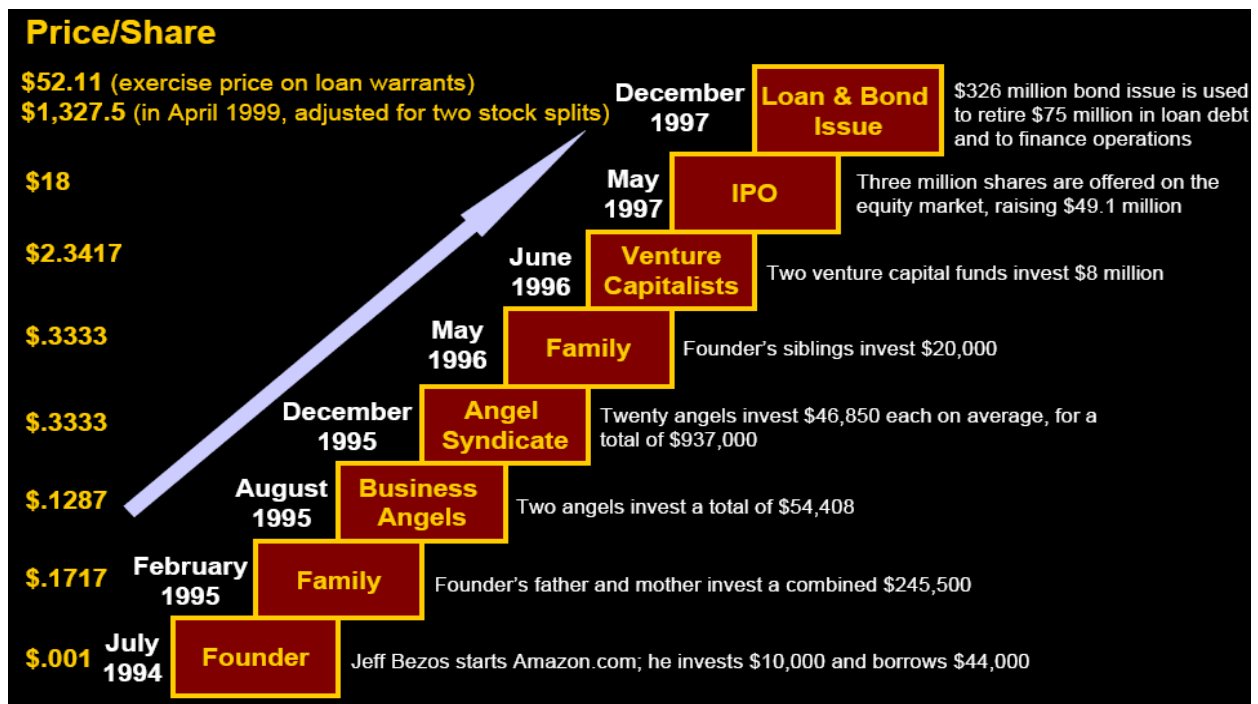 Price/Share
$52.11 (exercise price on loan warrants)
$1,327.5 (in April 1999, adjusted for two stock splits)
December
1997
Loan & Bond
Issue
$326 million bond issue is used
to retire $75 million in loan debt
and to finance operations
$18
May
1997
IPO
Three million shares are offered on the
equity market, raising $49.1 million
$2.3417
June
1996
Venture
Capitalists
Two venture capital funds invest $8 million
$.3333
May
1996
Family
Founder's siblings invest $20,000
$.3333
December
1995
Angel
Syndicate
Twenty angels invest $46,850 each on average, for a
total of $937,000
$.1287
August
1995
Business
Angels
Two angels invest a total of $54,408
$.1717
February
1995
Family
Founder's father and mother invest a combined $245,500
$.001
July
1994
Founder
Jeff Bezos starts Amazon.com; he invests $10,000 and borrows $44,000